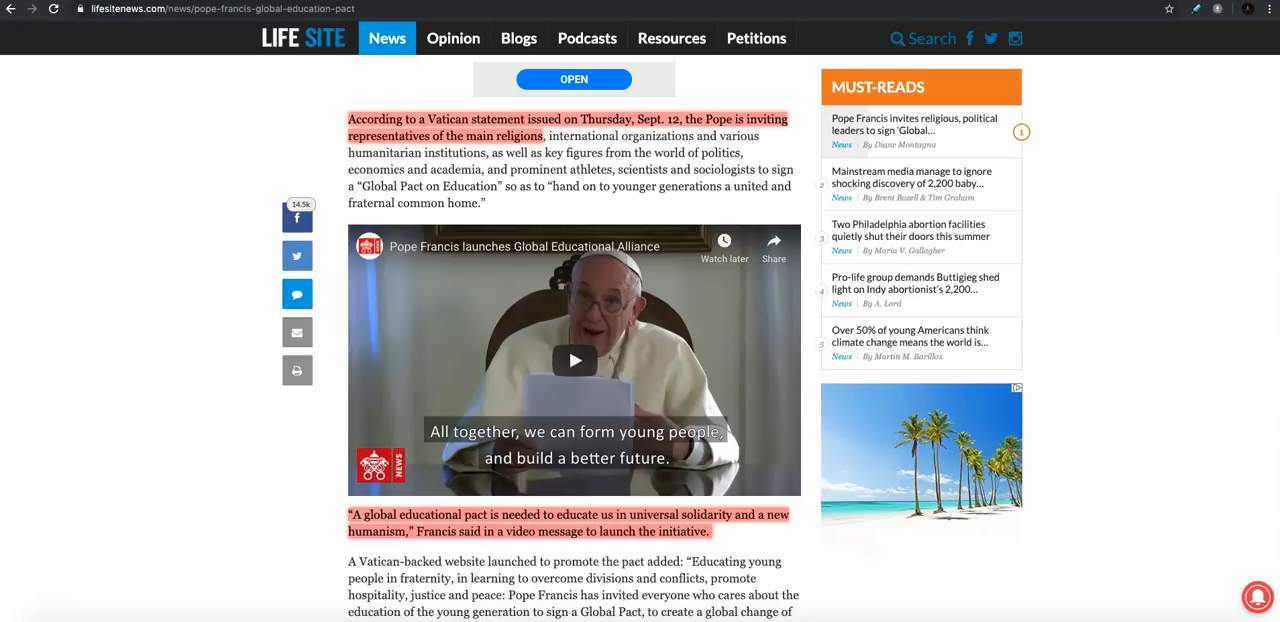 lifesitenews.com/news/pope-francis-global-education-pact
LIFE SITE
News
Opinion
Blogs
Podcasts
Resources
Petitions
Search
OPEN
According to a Vatican statement issued on Thursday, Sept. 12, the Pope is inviting
representatives of the main religions, international organizations and various
humanitarian institutions, as well as key figures from the world of politics,
economics and academia, and prominent athletes, scientists and sociologists to sign
a “Global Pact on Education” so as to “hand on to younger generations a united and
fraternal common home.”
14.5k
Pope Francis launches Global Educational Alliance
Watch later
Share
All together, we can form young people,
and build a better future.
NEWS
“A global educational pact is needed to educate us in universal solidarity and a new
humanism,” Francis said in a video message to launch the initiative.
A Vatican-backed website launched to promote the pact added: “Educating young
people in fraternity, in learning to overcome divisions and conflicts, promote
hospitality, justice and peace: Pope Francis has invited everyone who cares about the
education of the young generation to sign a Global Pact, to create a global change of
MUST-READS
Pope Francis invites religious, political
leaders to sign ‘Global...
News | By Diane Montagna
1
Mainstream media manage to ignore
shocking discovery of 2,200 baby...
News | By Brent Bozell & Tim Graham
2
Two Philadelphia abortion facilities
quietly shut their doors this summer
News | By Maria V. Gallagher
3
Pro-life group demands Buttigieg shed
light on Indy abortionist’s 2,200...
News | By A. Lord
4
Over 50% of young Americans think
climate change means the world is...
News | By Martin M. Barillas
5